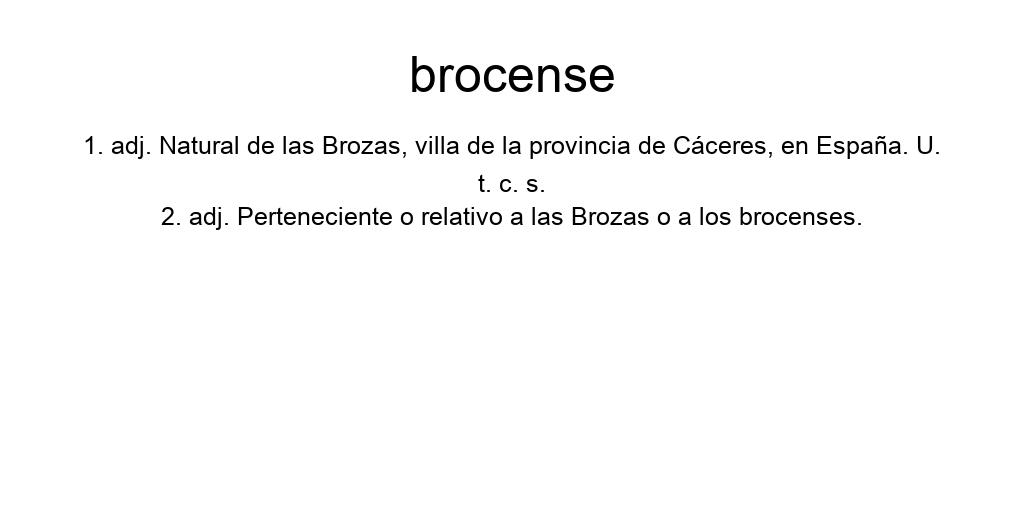 brocense
1. adj. Natural de las Brozas, villa de la provincia de Cáceres, en España. U.
t. c. s.
2. adj. Perteneciente o relativo a las Brozas o a los brocenses.